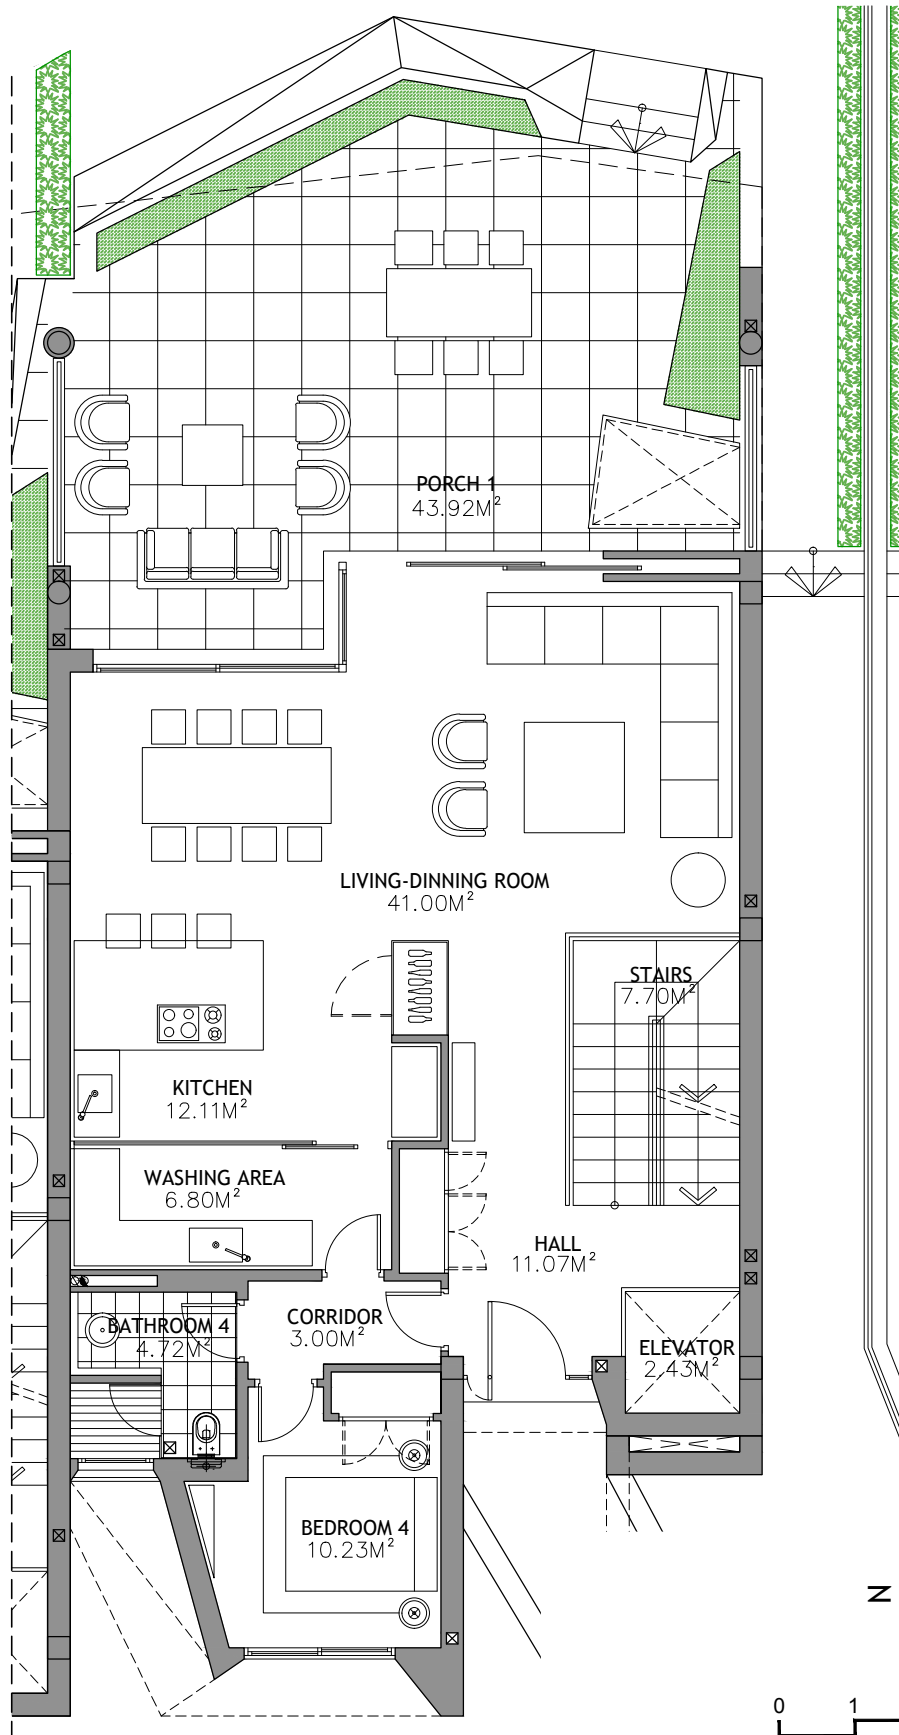 PORCH 1
43.92M²
LIVING-DINNING ROOM
41.00M²
STAIRS
7.70M²
KITCHEN
12.11M²
WASHING AREA
6.80M²
HALL
11.07M²
BATHROOM 4
4.72M²
CORRIDOR
3.00M²
ELEVATOR
2.43M²
BEDROOM 4
10.23M²
N
0 1